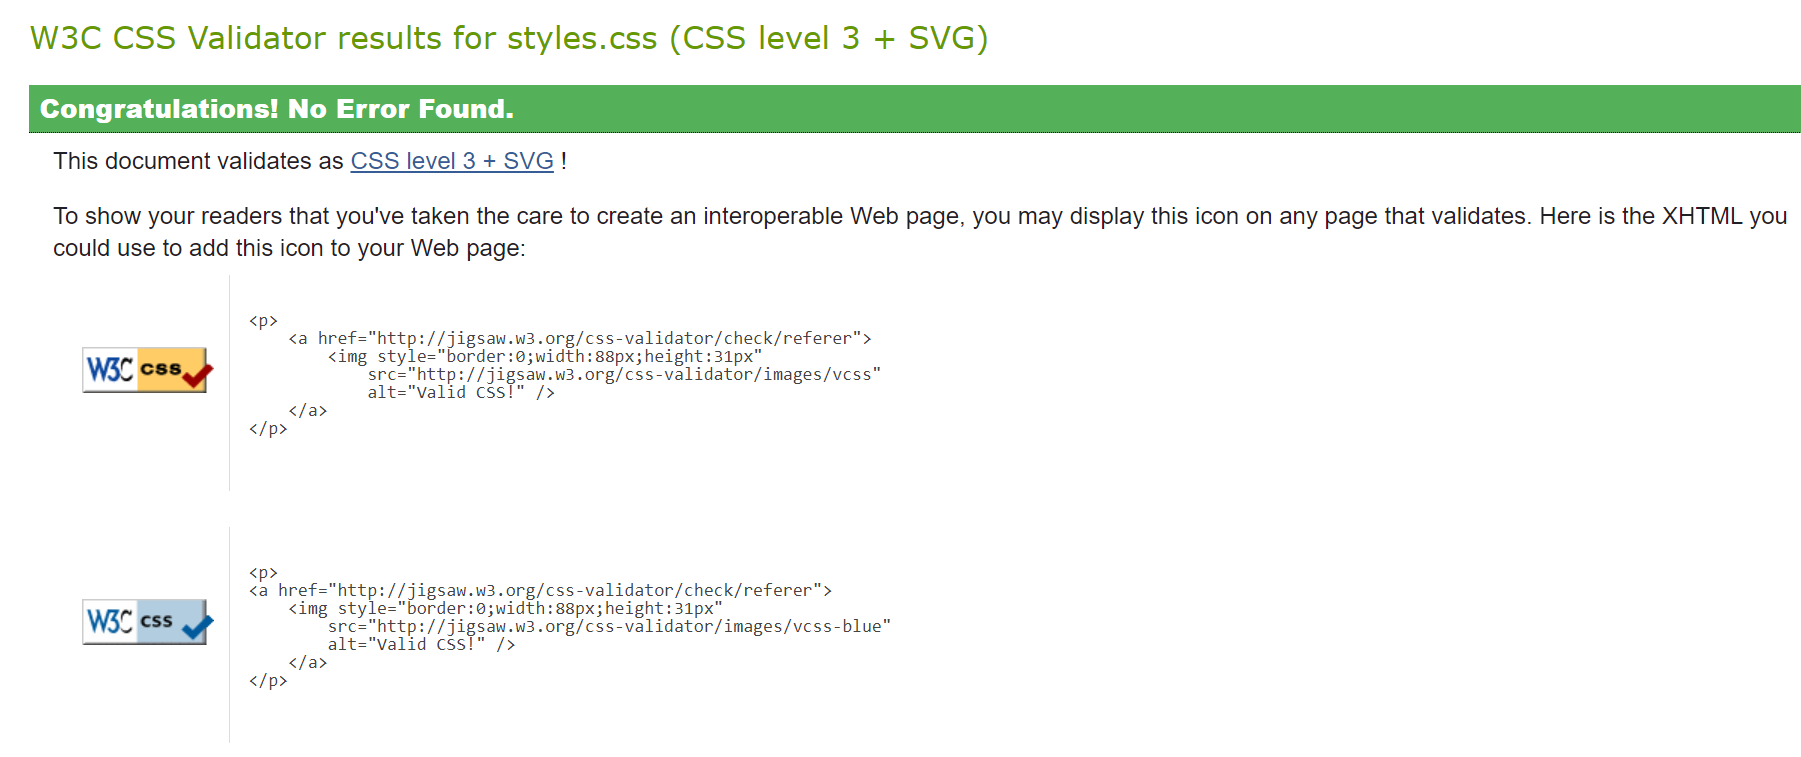 W3C CSS Validator results for styles.css (CSS level 3 + SVG)
Congratulations! No Error Found.
This document validates as CSS level 3 + SVG !
To show your readers that you've taken the care to create an interoperable Web page, you may display this icon on any page that validates. Here is the XHTML you
could use to add this icon to your Web page:
W3C CSS
<p>
    <a href="http://jigsaw.w3.org/css-validator/check/referer">
        <img style="border:0;width:88px;height:31px"
            src="http://jigsaw.w3.org/css-validator/images/vcss"
            alt="Valid CSS!" />
    </a>
</p>
W3C CSS
<p>
<a href="http://jigsaw.w3.org/css-validator/check/referer">
    <img style="border:0;width:88px;height:31px"
        src="http://jigsaw.w3.org/css-validator/images/vcss-blue"
        alt="Valid CSS!" />
    </a>
</p>